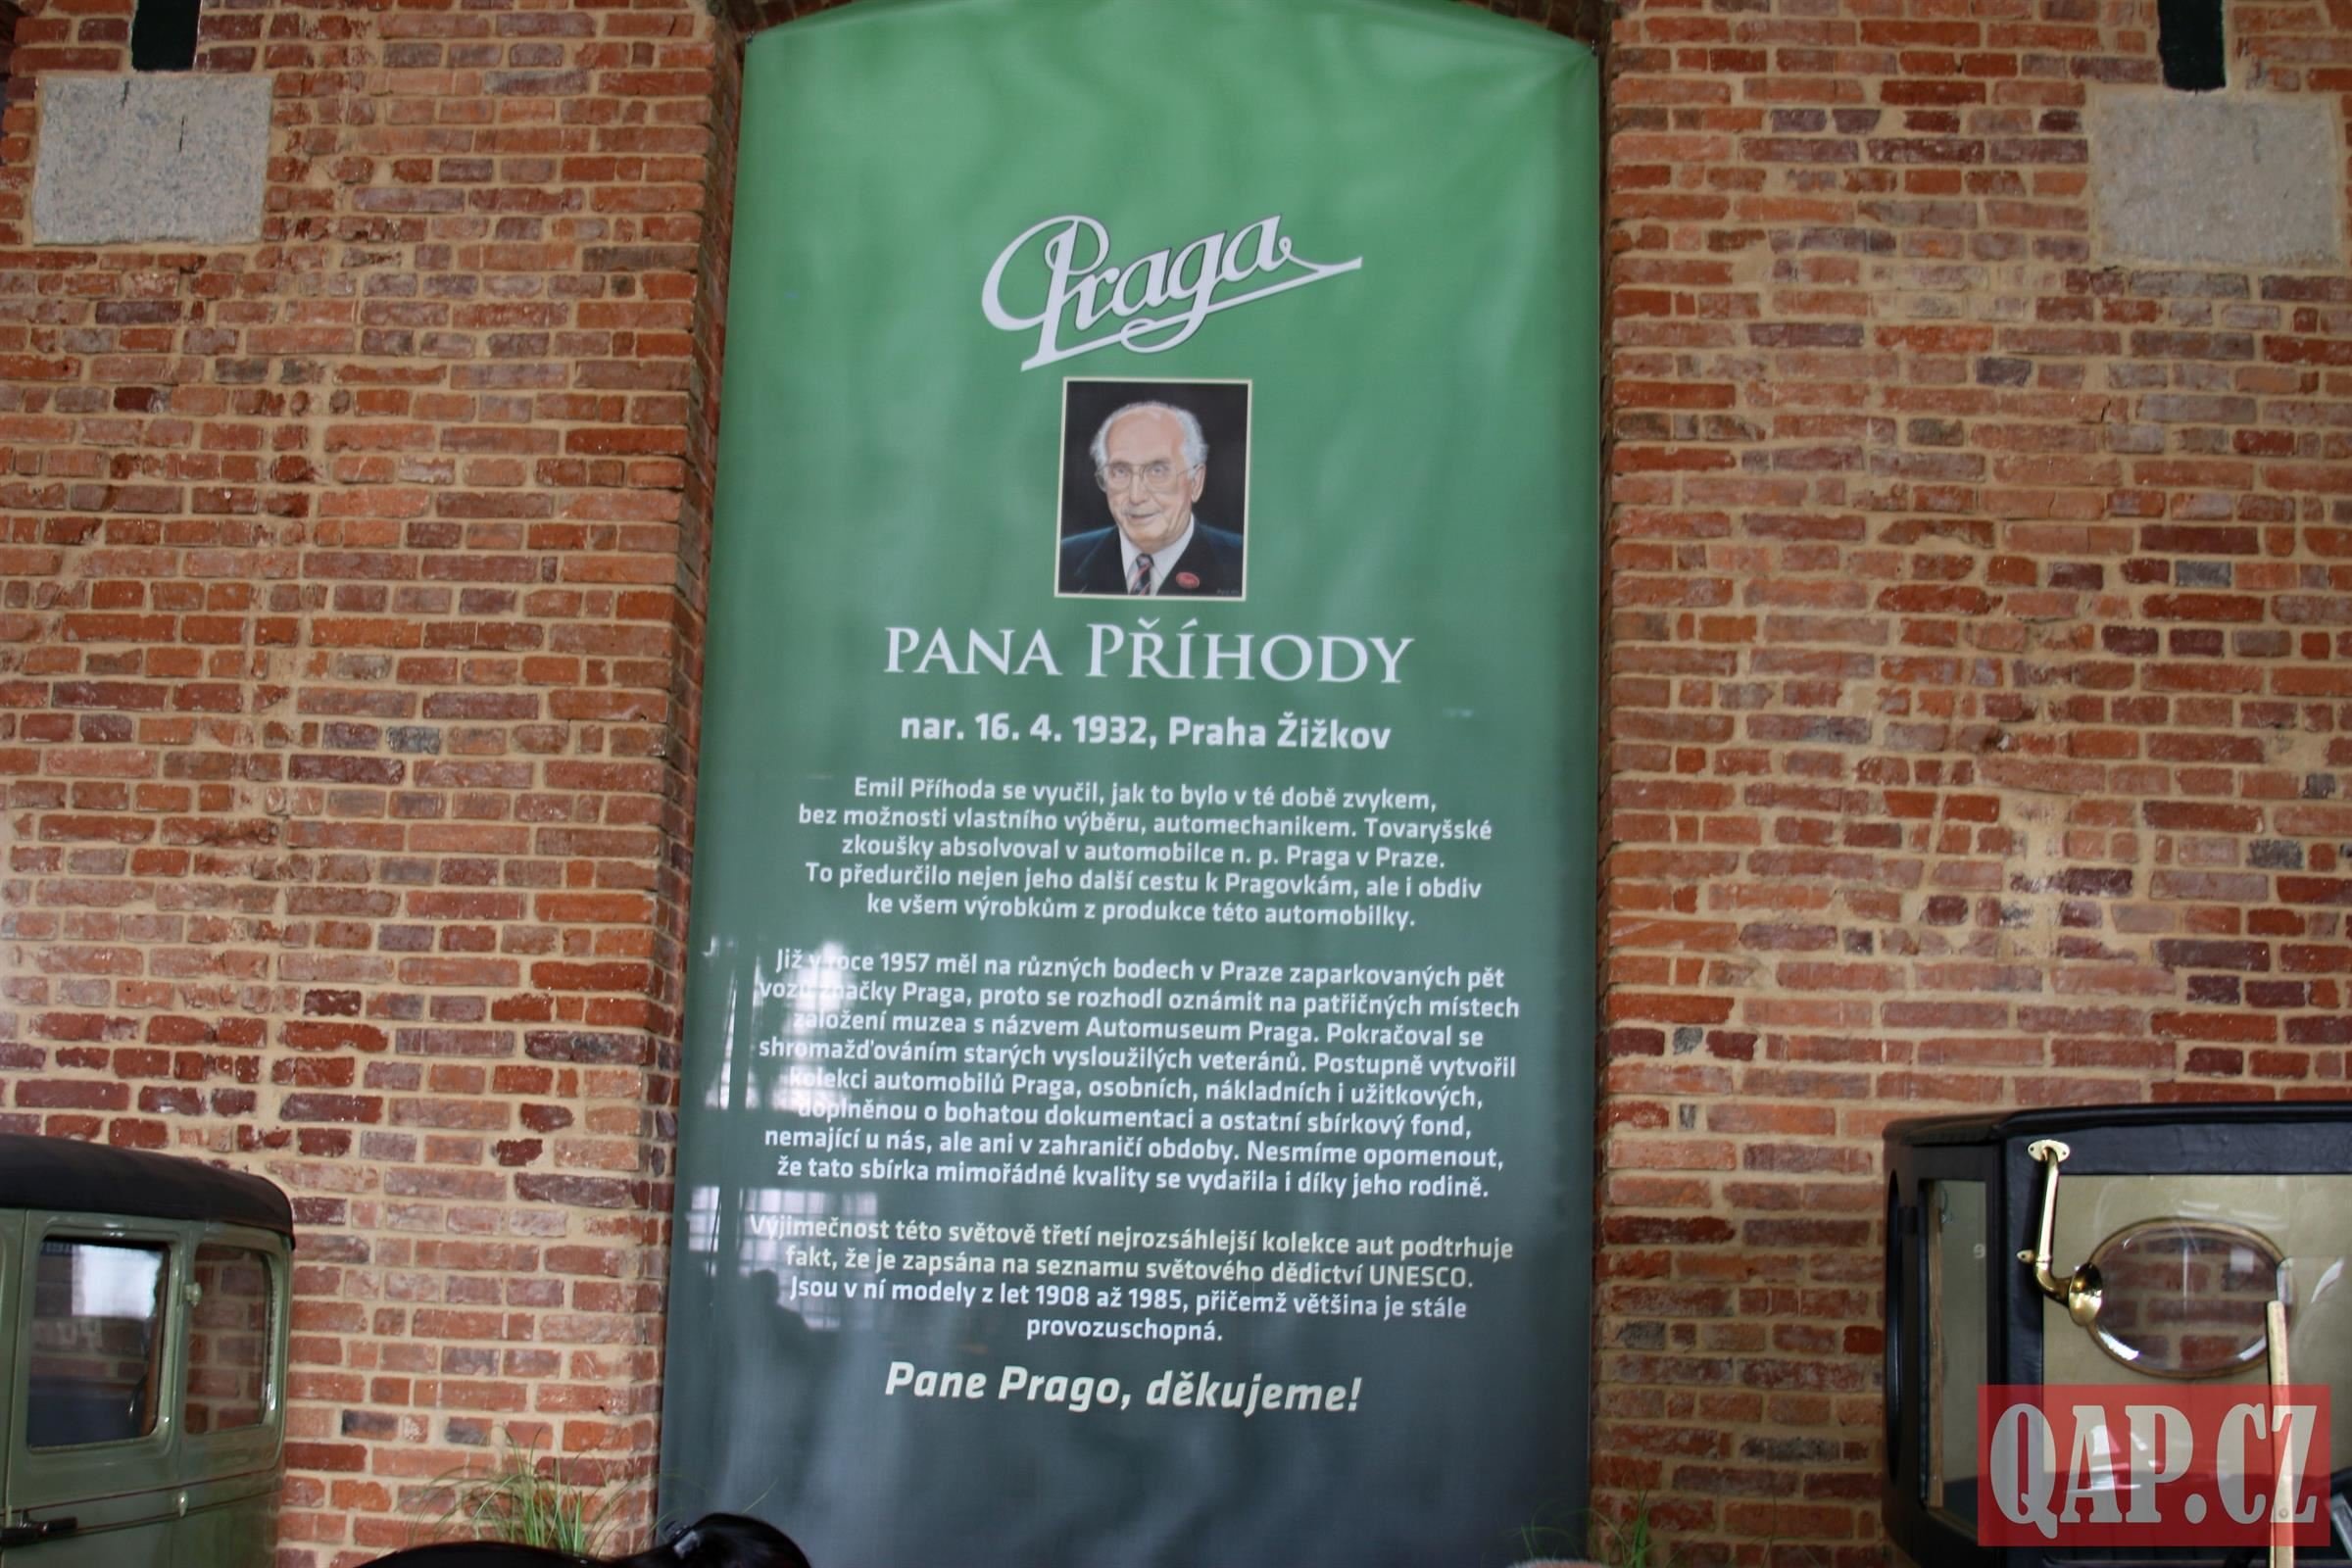 Praga
PANA PŘÍHODY
nar. 16. 4. 1932, Praha Žižkov
Emil Příhoda se vyučil, jak to bylo v té době zvykem,
bez možnosti vlastního výběru, automechanikem. Tovaryšské
zkoušky absolvoval v automobilce n. p. Praga v Praze.
To předurčilo nejen jeho další cestu k Pragovkám, ale i obdiv
ke všem výrobkům z produkce této automobilky.
Již v roce 1957 měl na různých bodech v Praze zaparkovaných pět
vozů značky Praga, proto se rozhodl oznámit na patřičných místech
založení muzea s názvem Automuseum Praga. Pokračoval se
shromažďováním starých vysloužilých veteránů. Postupně vytvořil
kolekci automobilů Praga, osobních, nákladních i užitkových,
doplněnou o bohatou dokumentaci a ostatní sbírkový fond,
nemající u nás, ale ani v zahraničí obdoby. Nesmíme opomenout,
že tato sbírka mimořádné kvality se vydařila i díky jeho rodině.
Výjimečnost této světově třetí nejrozsáhlejší kolekce aut podtrhuje
fakt, že je zapsána na seznamu světového dědictví UNESCO.
Jsou v ní modely z let 1908 až 1985, přičemž většina je stále
provozuschopná.
Pane Prago, děkujeme!
QAP.CZ